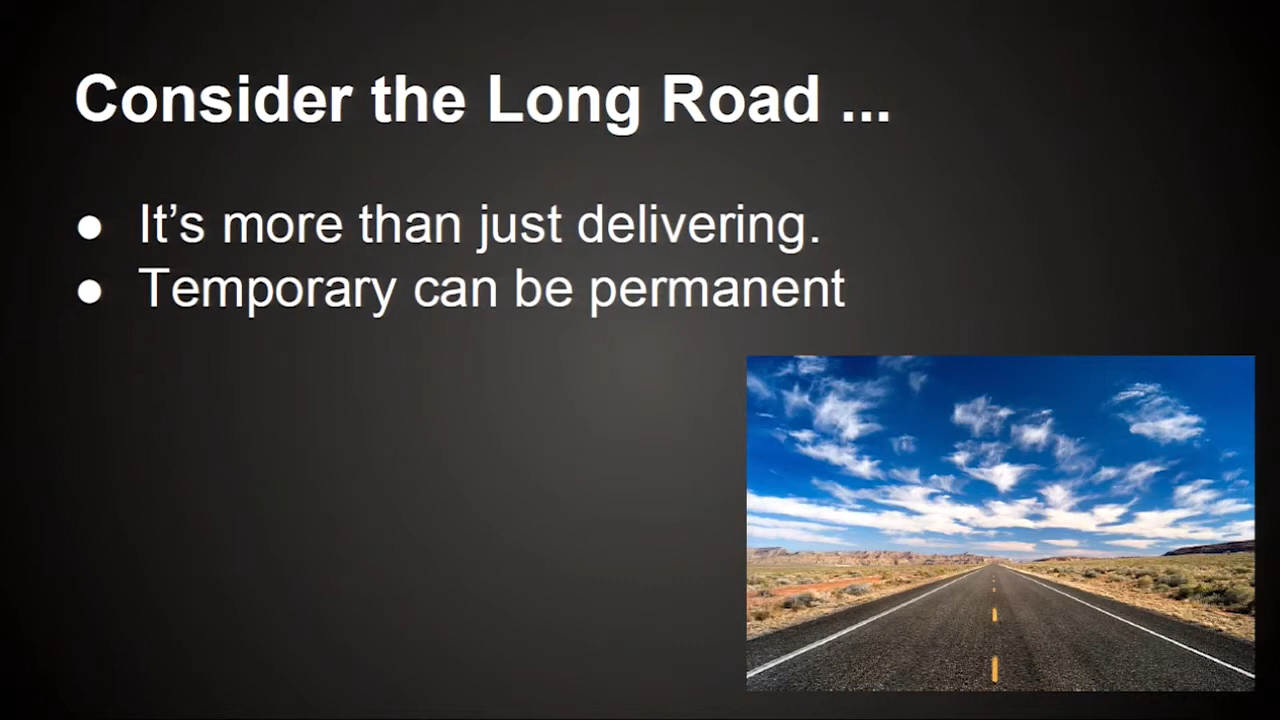 Consider the Long Road ...
● It’s more than just delivering.
● Temporary can be permanent